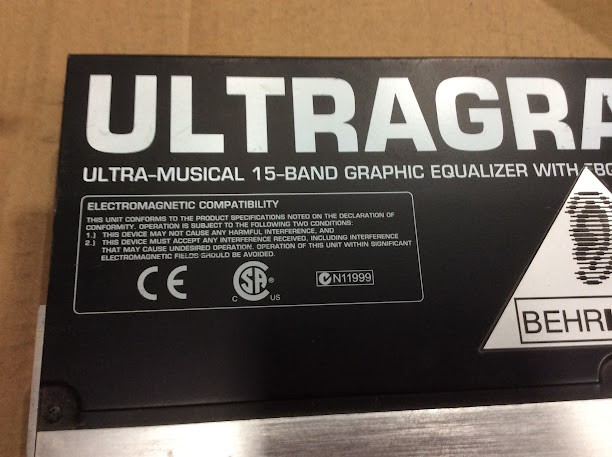 ULTRAGRA
ULTRA-MUSICAL 15-BAND GRAPHIC EQUALIZER WITH FBQ
ELECTROMAGNETIC COMPATIBILITY
THIS UNIT CONFORMS TO THE PRODUCT SPECIFICATIONS NOTED ON THE DECLARATION OF
CONFORMITY. OPERATION IS SUBJECT TO THE FOLLOWING TWO CONDITIONS:
1.) THIS DEVICE MAY NOT CAUSE ANY HARMFUL INTERFERENCE, AND
2.) THIS DEVICE MUST ACCEPT ANY INTERFERENCE RECEIVED, INCLUDING INTERFERENCE
THAT MAY CAUSE UNDESIRED OPERATION. OPERATION OF THIS UNIT WITHIN SIGNIFICANT
ELECTROMAGNETIC FIELDS SHOULD BE AVOIDED.
CE
C SA ® US
N11999
BEHRI